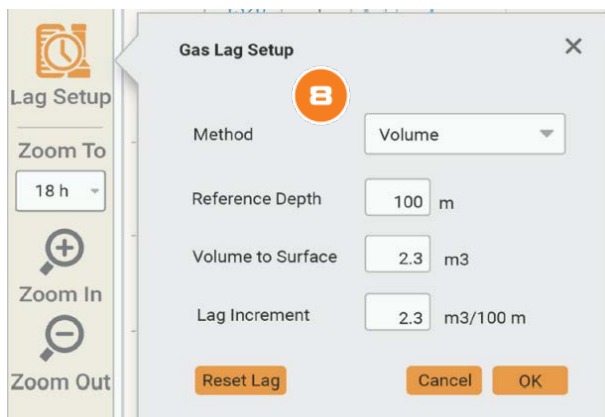 Lag Setup
Zoom To
18 h
Zoom In
Zoom Out
Gas Lag Setup
8
Method Volume
Reference Depth 100 m
Volume to Surface 2.3 m3
Lag Increment 2.3 m3/100 m
Reset Lag Cancel OK